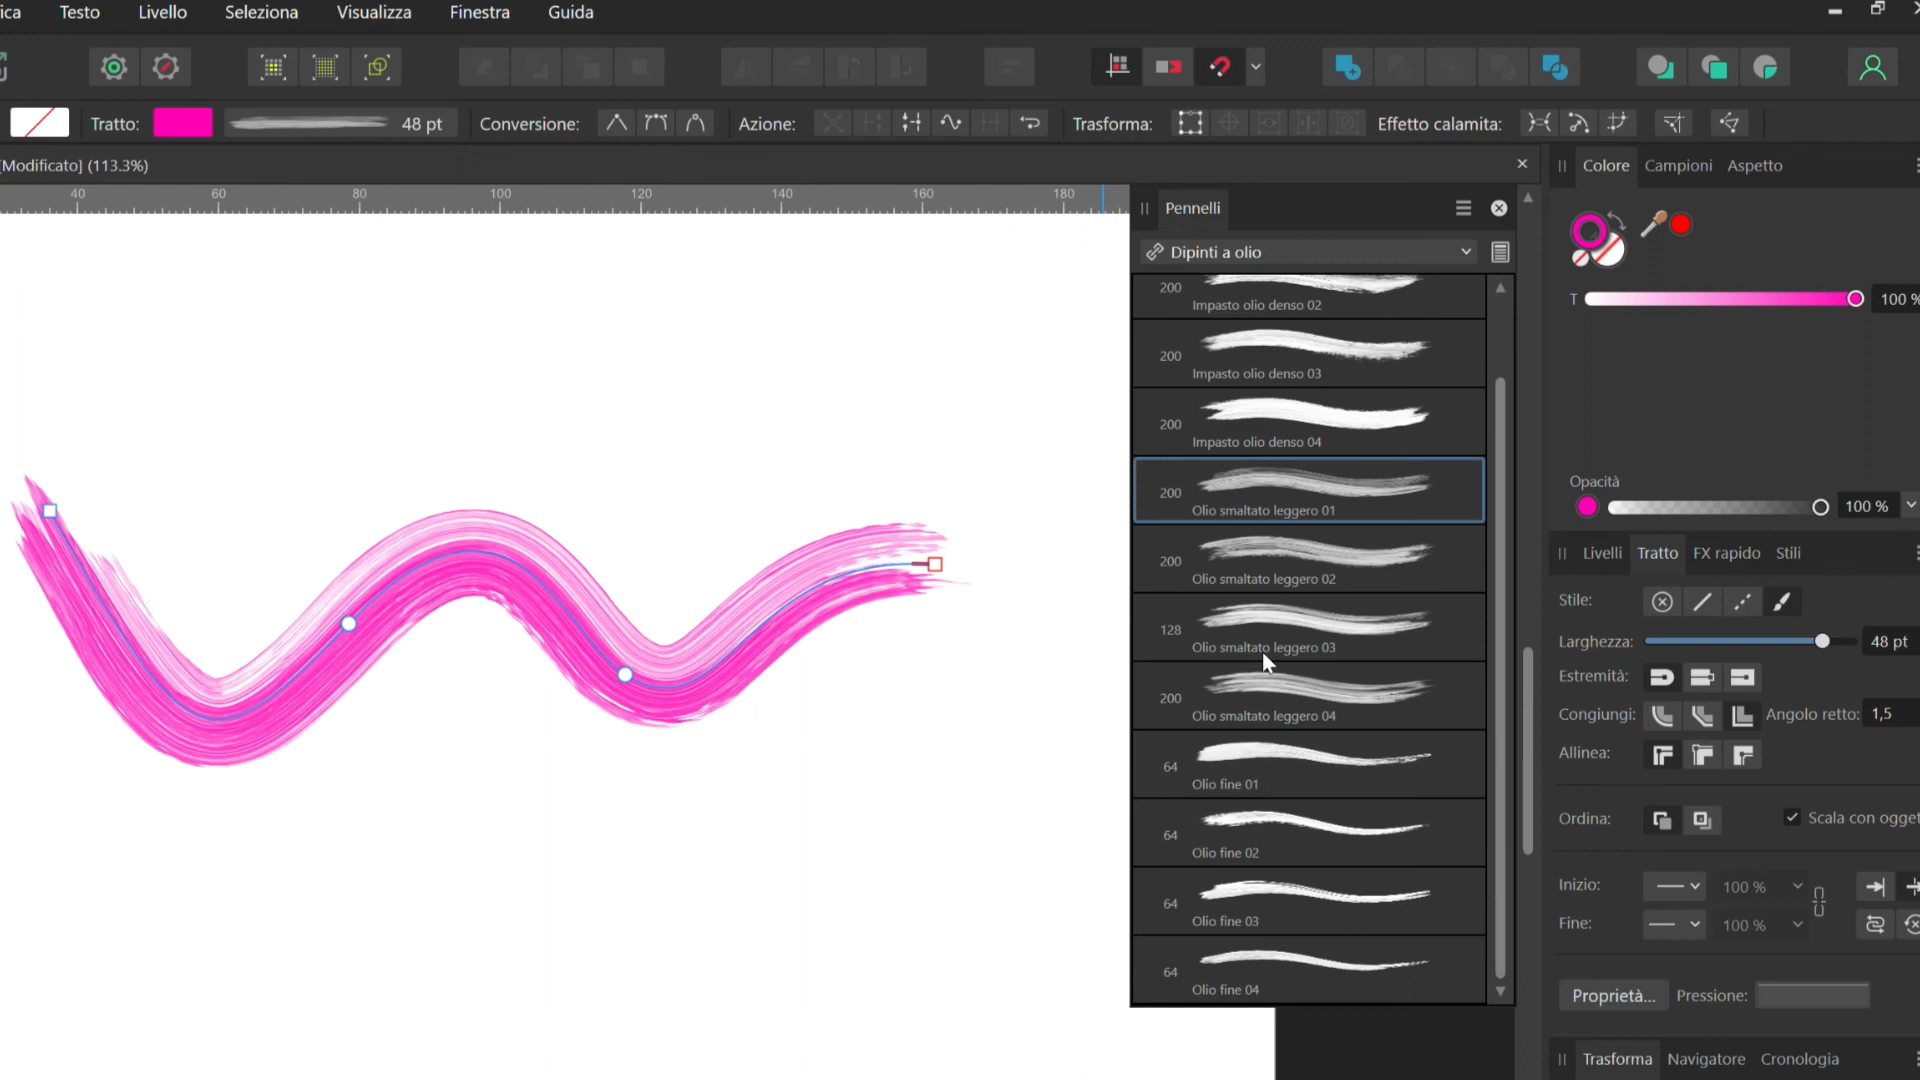 Testo Livello Seleziona Visualizza Finestra Guida
Tratto: 48 pt Conversione: Azione: Trasforma: Effetto calamita:
[Modificato] (113.3%)
40 60 80 100 120 140 160 180
Pennelli
Dipinti a olio
200
Impasto olio denso 02
200
Impasto olio denso 03
200
Impasto olio denso 04
200
Olio smaltato leggero 01
200
Olio smaltato leggero 02
128
Olio smaltato leggero 03
200
Olio smaltato leggero 04
64
Olio fine 01
64
Olio fine 02
64
Olio fine 03
64
Olio fine 04
Colore Campioni Aspetto
T 100 %
Opacità
100 %
Livelli Tratto FX rapido Stili
Stile:
Larghezza: 48 pt
Estremità:
Congiungi: Angolo retto: 1,5
Allinea:
Ordina: Scala con
Inizio: 100 %
Fine: 100 %
Proprietà... Pressione:
Trasforma Navigatore Cronologia